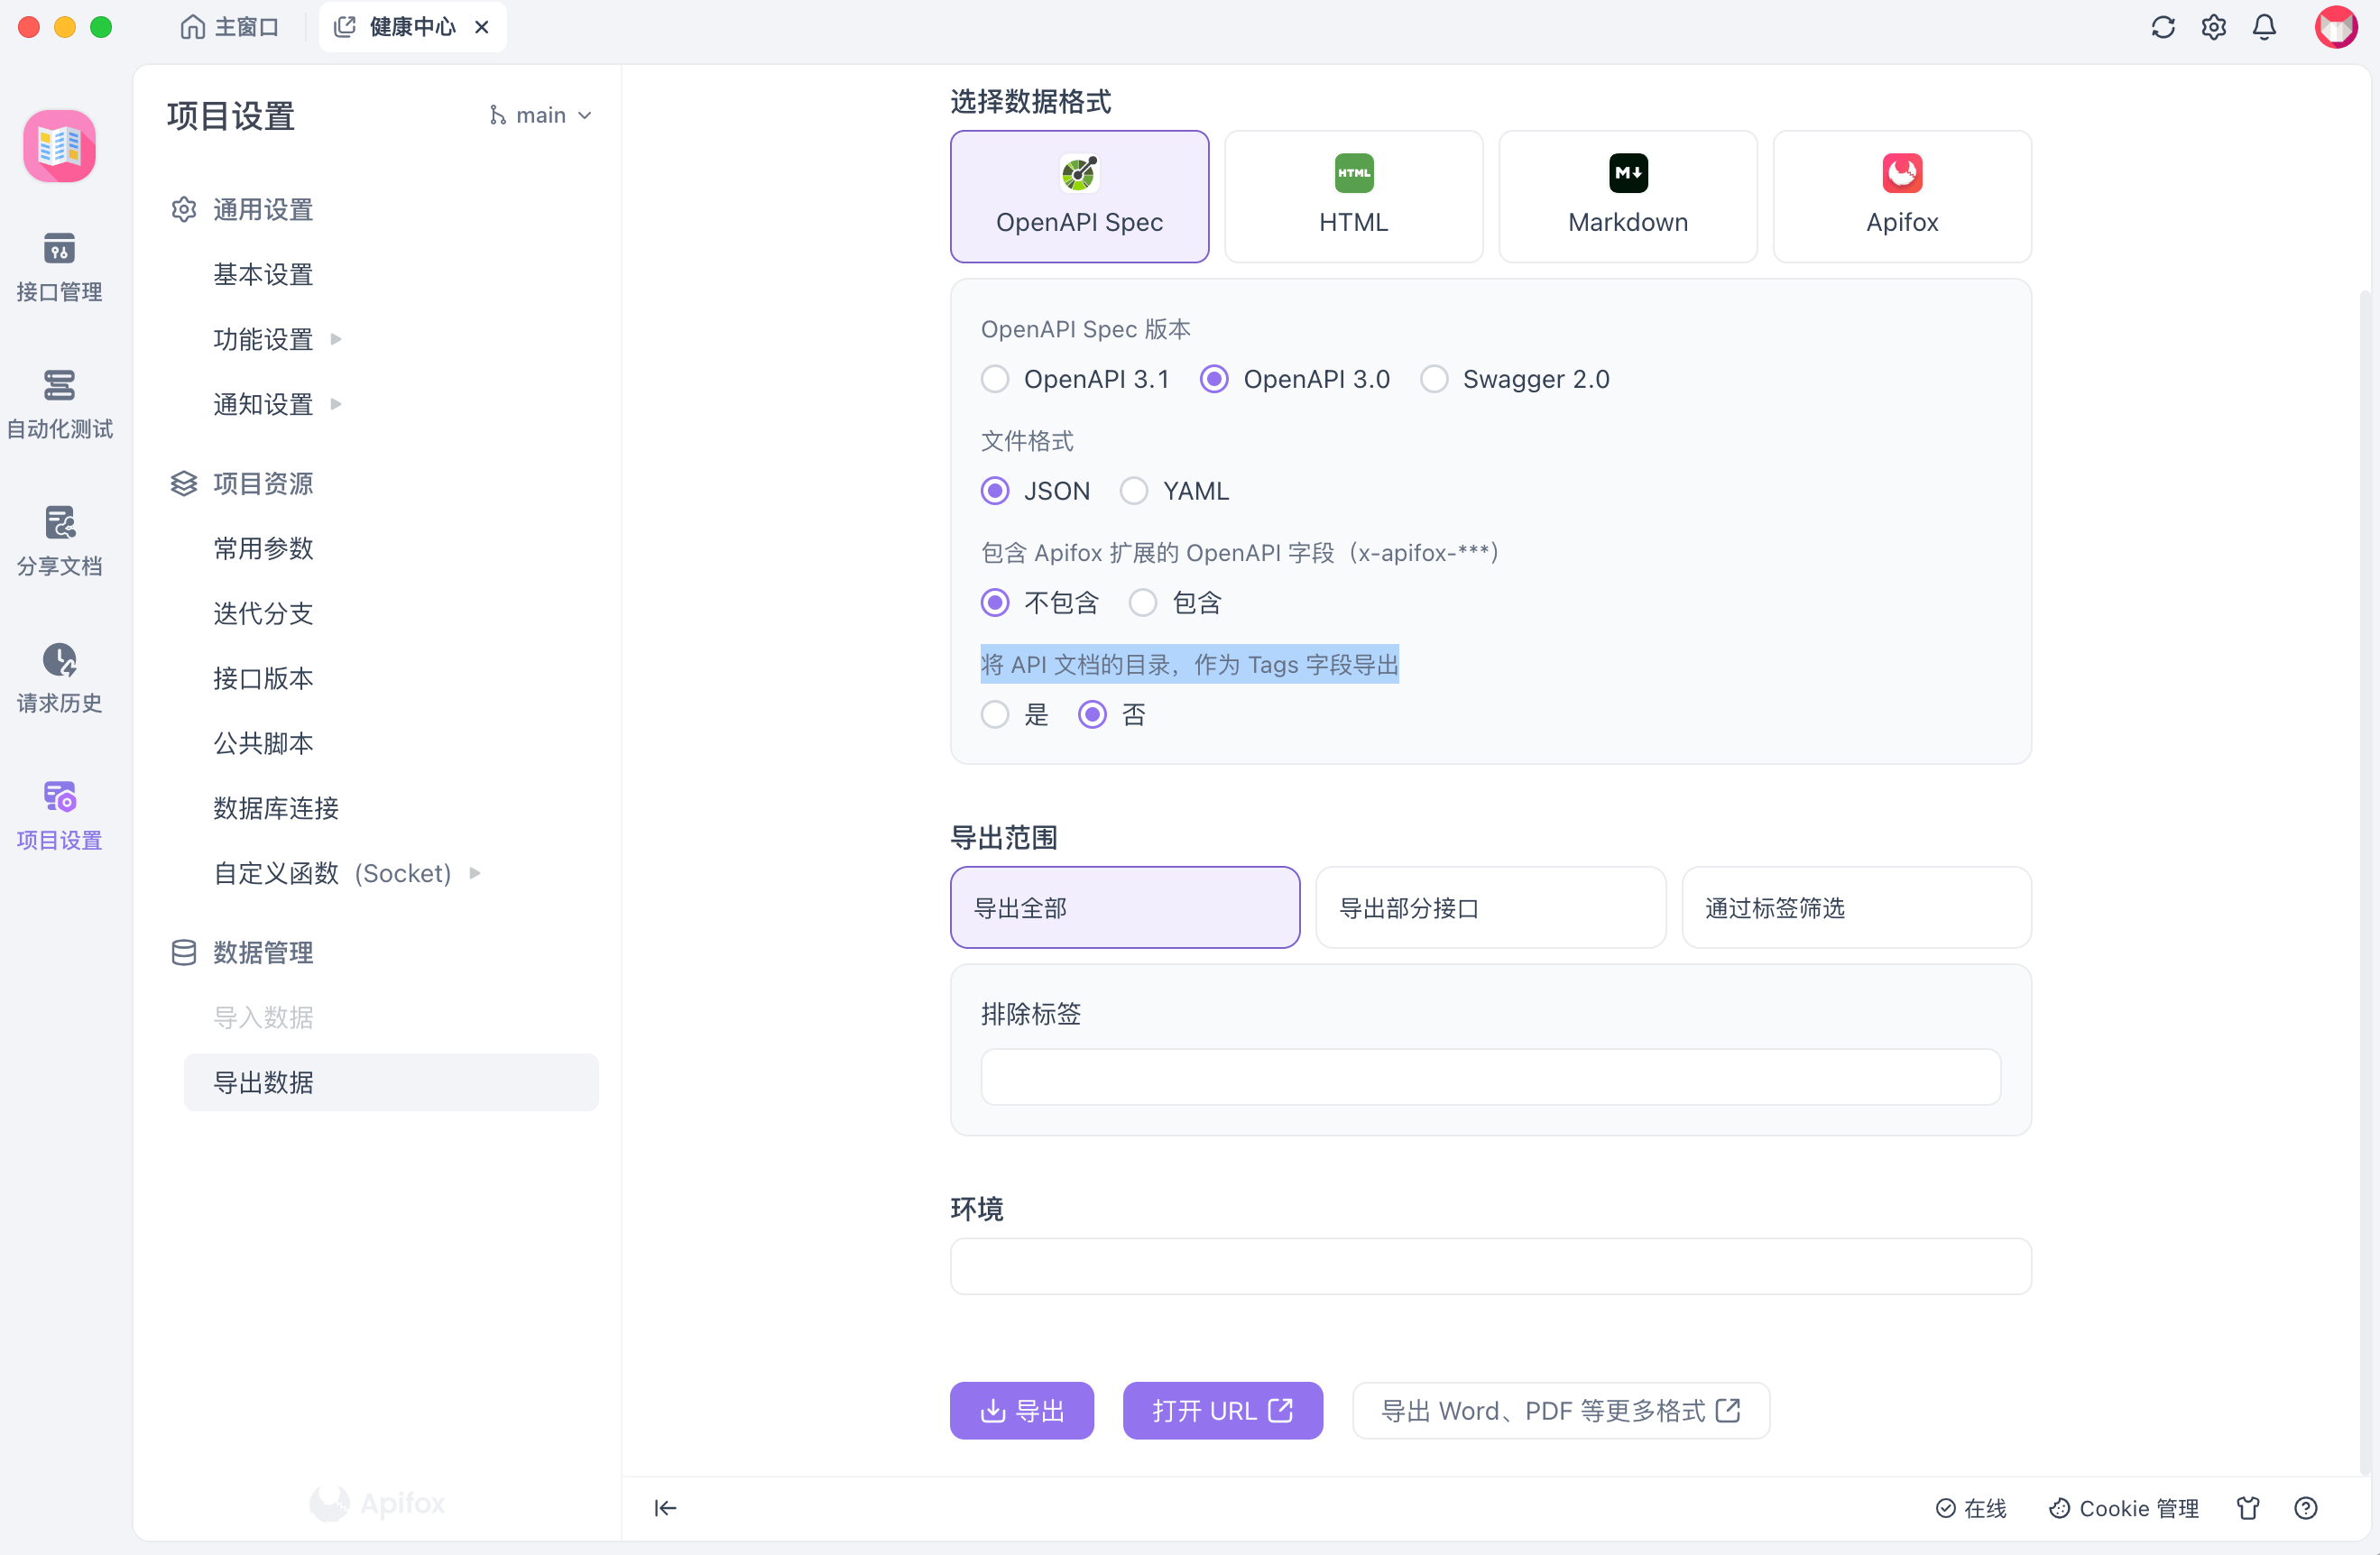 主窗口
健康中心
接口管理
自动化测试
分享文档
请求历史
项目设置
项目设置
main
通用设置
基本设置
功能设置
通知设置
项目资源
常用参数
迭代分支
接口版本
公共脚本
数据库连接
自定义函数 (Socket)
数据管理
导入数据
导出数据
Apifox
选择数据格式
OpenAPI Spec
HTML
HTML
M
Markdown
Apifox
OpenAPI Spec 版本
OpenAPI 3.1
OpenAPI 3.0
Swagger 2.0
文件格式
JSON
YAML
包含 Apifox 扩展的 OpenAPI 字段（x-apifox-***）
不包含
包含
将 API 文档的目录，作为 Tags 字段导出
是
否
导出范围
导出全部
导出部分接口
通过标签筛选
排除标签
环境
导出
打开 URL
导出 Word、PDF 等更多格式
在线
Cookie 管理